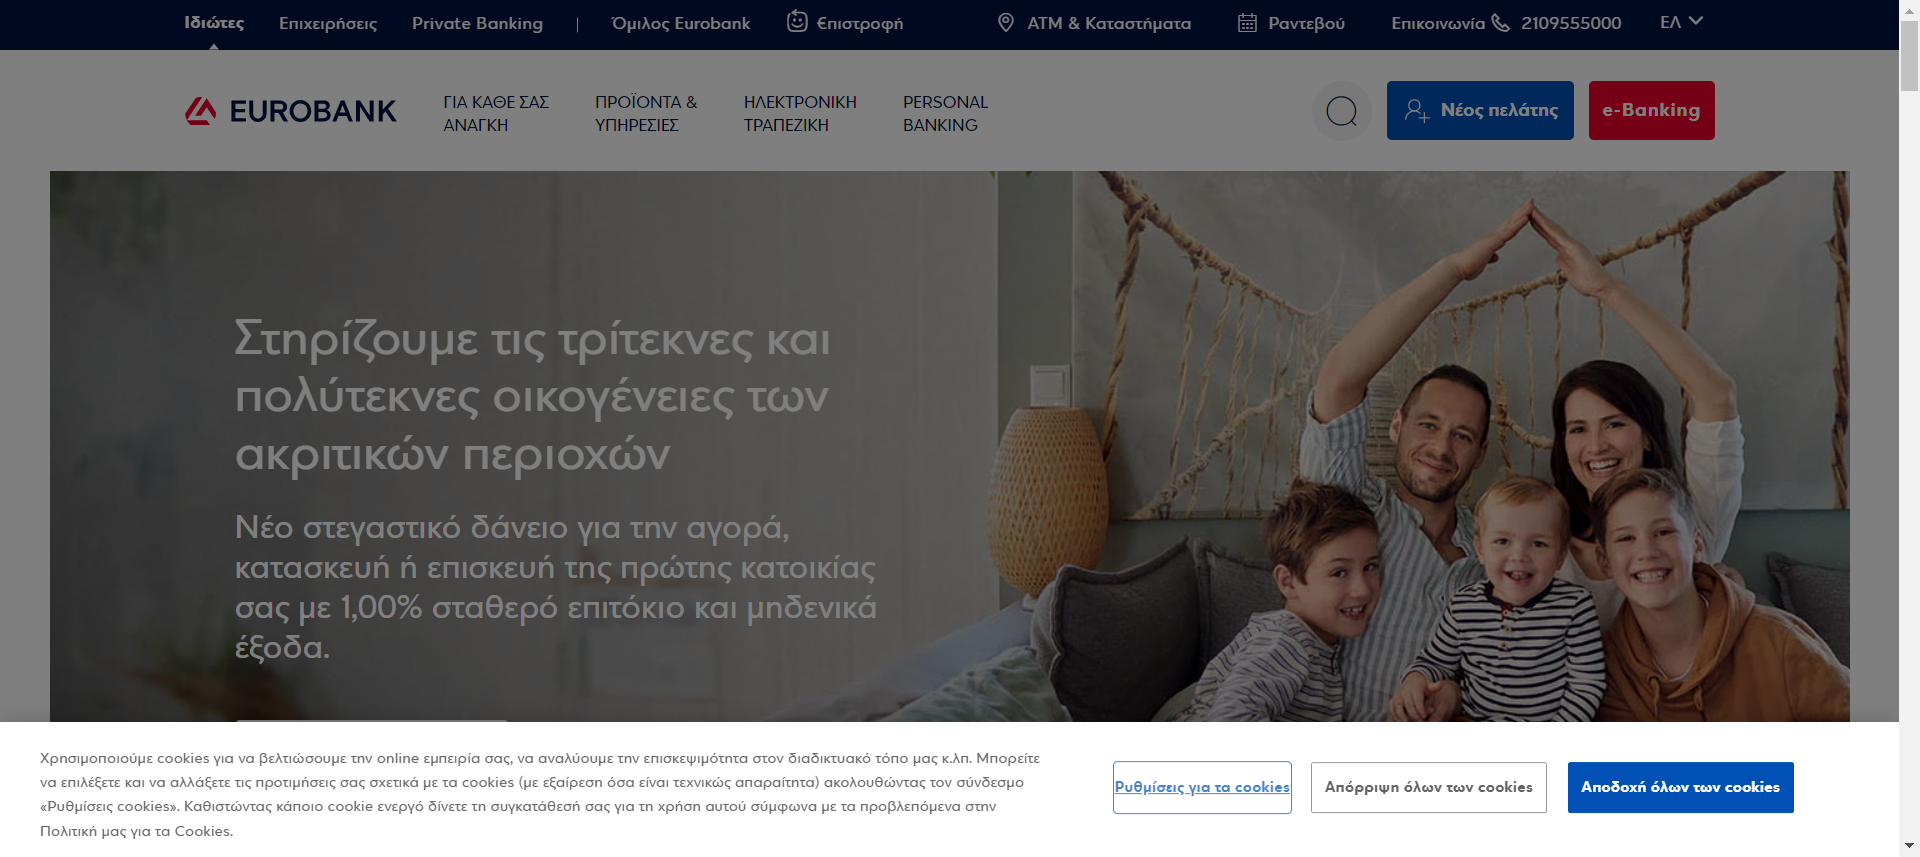 Ιδιώτες Επιχειρήσεις Private Banking | Όμιλος Eurobank €πιστροφή ATM & Καταστήματα Ραντεβού Επικοινωνία 2109555000 ΕΛ
EUROBANK
ΓΙΑ ΚΑΘΕ ΣΑΣ
ΑΝΑΓΚΗ
ΠΡΟΪΟΝΤΑ &
ΥΠΗΡΕΣΙΕΣ
ΗΛΕΚΤΡΟΝΙΚΗ
ΤΡΑΠΕΖΙΚΗ
PERSONAL
BANKING
Νέος πελάτης
e-Banking
Στηρίζουμε τις τρίτεκνες και
πολύτεκνες οικογένειες των
ακριτικών περιοχών
Νέο στεγαστικό δάνειο για την αγορά,
κατασκευή ή επισκευή της πρώτης κατοικίας
σας με 1,00% σταθερό επιτόκιο και μηδενικά
έξοδα.
Χρησιμοποιούμε cookies για να βελτιώσουμε την online εμπειρία σας, να αναλύουμε την επισκεψιμότητα στον διαδικτυακό τόπο μας κ.λπ. Μπορείτε
να επιλέξετε και να αλλάξετε τις προτιμήσεις σας σχετικά με τα cookies (με εξαίρεση όσα είναι τεχνικώς απαραίτητα) ακολουθώντας τον σύνδεσμο
«Ρυθμίσεις cookies». Καθιστώντας κάποιο cookie ενεργό δίνετε τη συγκατάθεσή σας για τη χρήση αυτού σύμφωνα με τα προβλεπόμενα στην
Πολιτική μας για τα Cookies.
Ρυθμίσεις για τα cookies
Απόρριψη όλων των cookies
Αποδοχή όλων των cookies